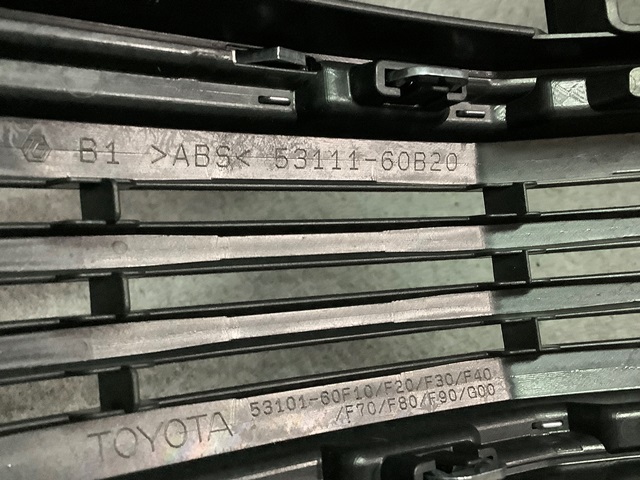 B1 >ABS< 53111-60B20
TOYOTA 53101-60F10/F20/F30/F40
/F70/F80/F90/G00